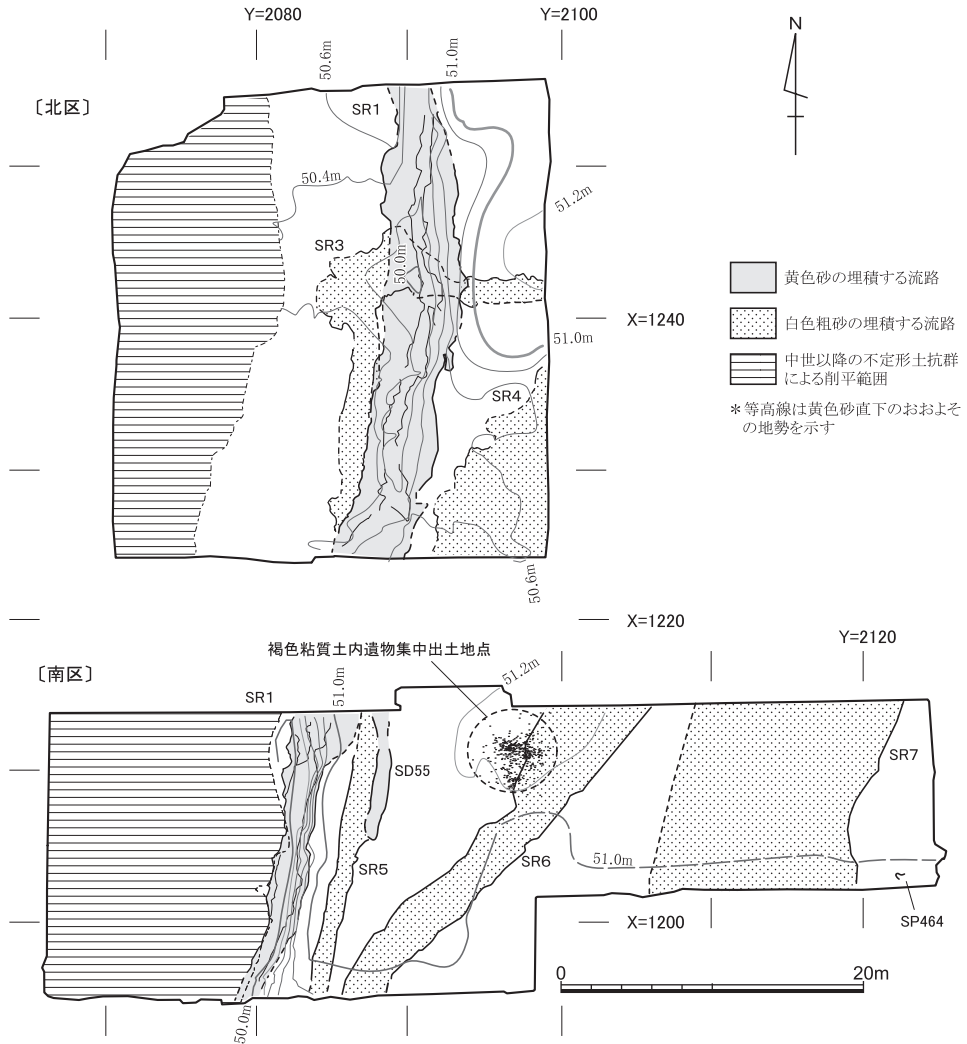 Y=2080
Y=2100
50.6m
51.0m
N
〔北区〕
SR1
50.4m
51.2m
SR3
50.0m
黄色砂の埋積する流路
白色粗砂の埋積する流路
中世以降の不定形土抗群
による削平範囲
＊等高線は黄色砂直下のおおよそ
の地勢を示す
X=1240
51.0m
SR4
50.6m
X=1220
Y=2120
褐色粘質土内遺物集中出土地点
〔南区〕
SR1
51.0m
51.2m
SD55
SR7
SR5
SR6
51.0m
X=1200
SP464
0
20m
50.0m